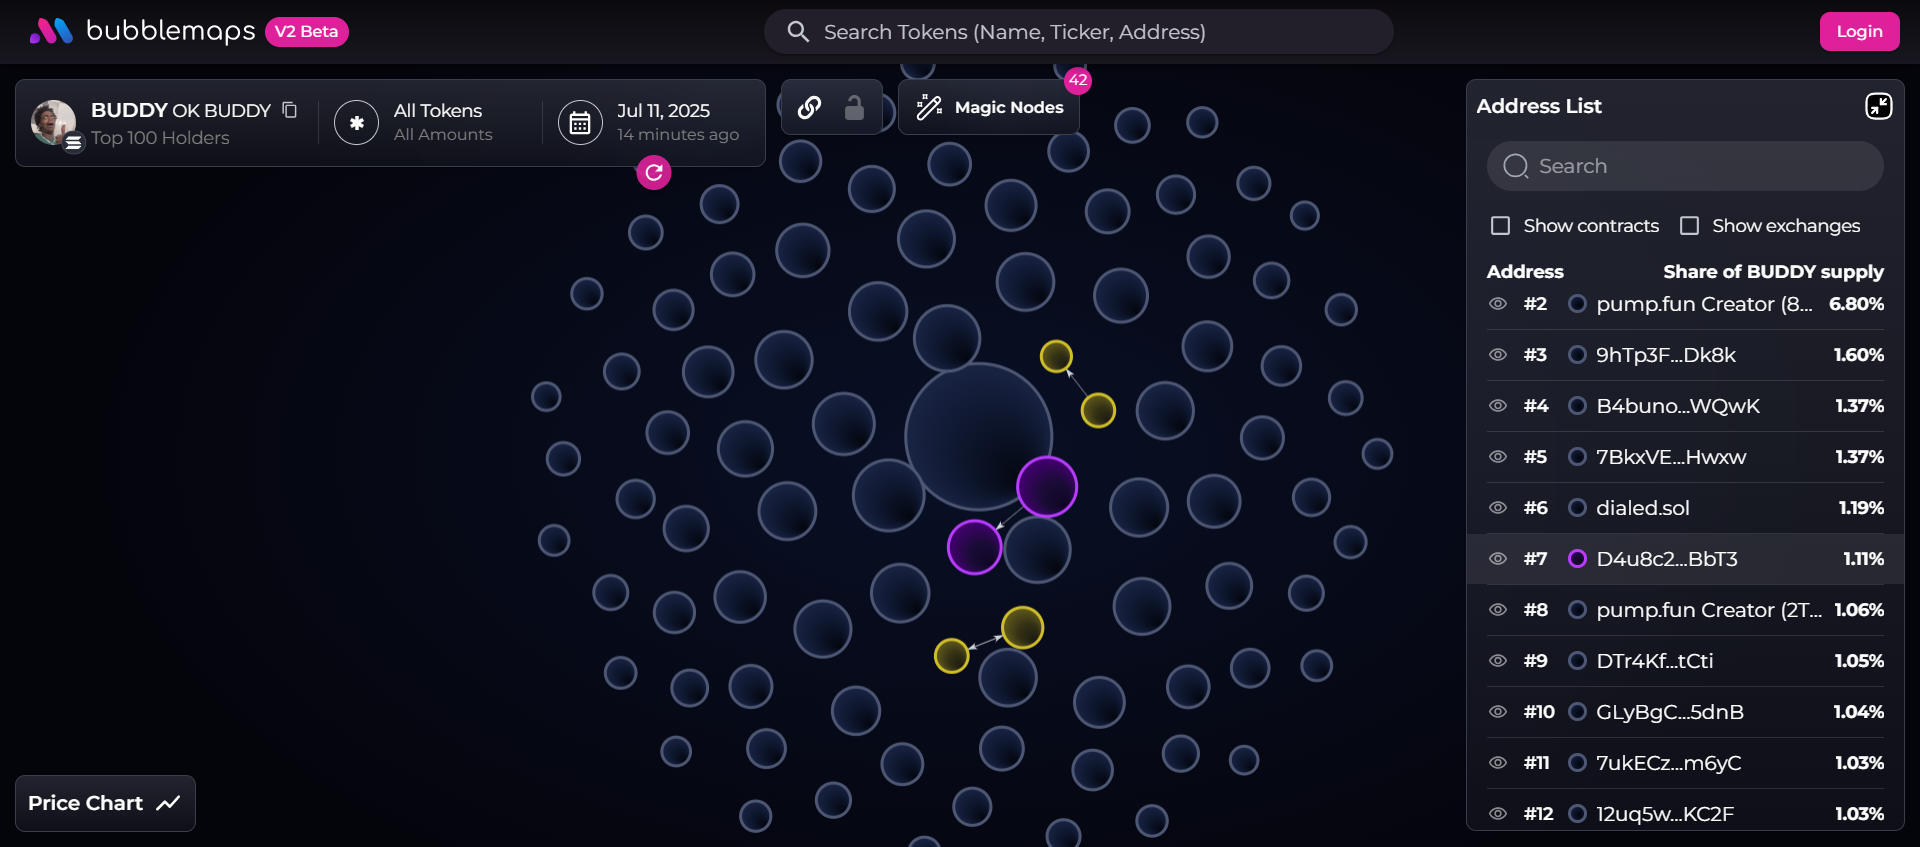 bubblemaps V2 Beta
Search Tokens (Name, Ticker, Address)
Login
BUDDY OK BUDDY
Top 100 Holders
All Tokens
All Amounts
Jul 11, 2025
14 minutes ago
Magic Nodes
42
Address List
Search
Show contracts
Show exchanges
Address Share of BUDDY supply
#2 pump.fun Creator (8... 6.80%
#3 9hTp3F...Dk8k 1.60%
#4 B4buno...WQwK 1.37%
#5 7BkxVE...Hwxw 1.37%
#6 dialed.sol 1.19%
#7 D4u8c2...BbT3 1.11%
#8 pump.fun Creator (2T... 1.06%
#9 DTr4Kf...tCti 1.05%
#10 GLyBgC...5dnB 1.04%
#11 7ukECz...m6yC 1.03%
#12 12uq5w...KC2F 1.03%
Price Chart